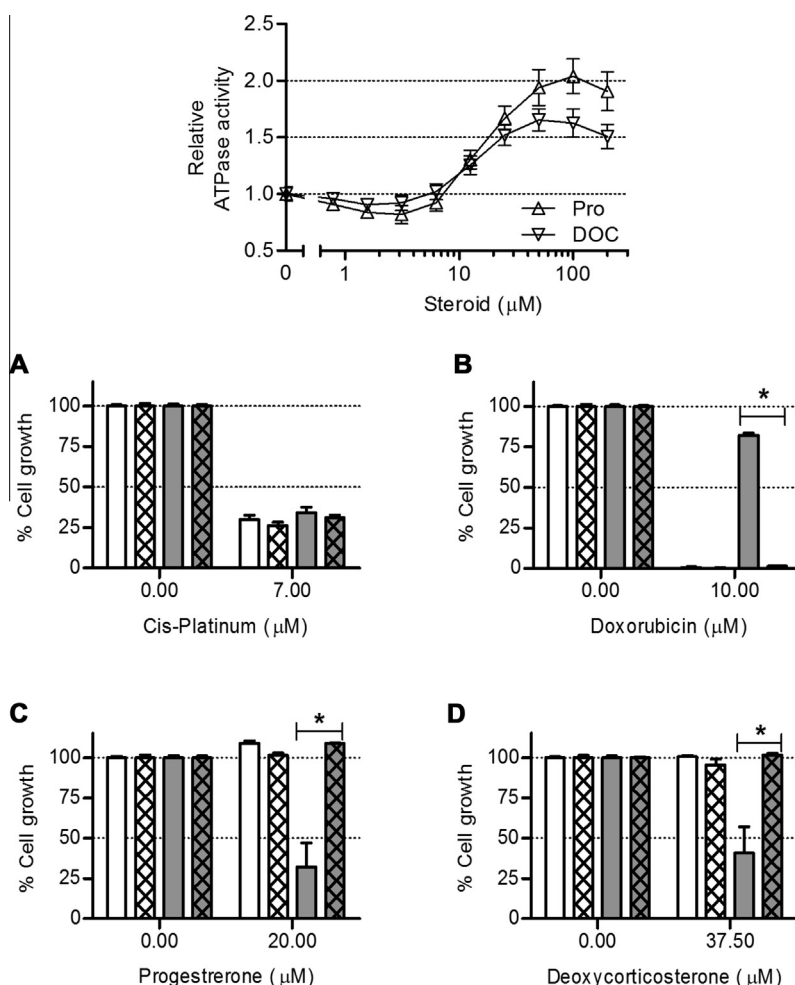 2.5
2.0
1.5
1.0
0.5
Relative
ATPase activity
Pro
DOC
0 1 10 100
Steroid (μM)
A
100
75
50
25
0
% Cell growth
0.00 7.00
Cis-Platinum (μM)
B
*
100
75
50
25
0
% Cell growth
0.00 10.00
Doxorubicin (μM)
C
*
100
75
50
25
0
% Cell growth
0.00 20.00
Progestrerone (μM)
D
*
100
75
50
25
0
% Cell growth
0.00 37.50
Deoxycorticosterone (μM)